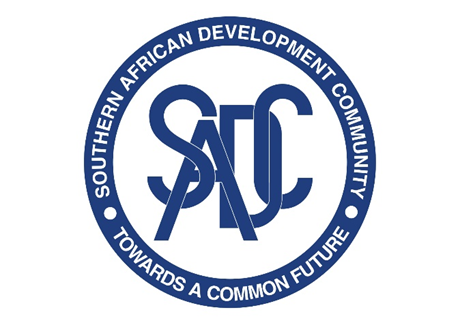 SOUTHERN AFRICAN DEVELOPMENT COMMUNITY
SADC
TOWARDS A COMMON FUTURE